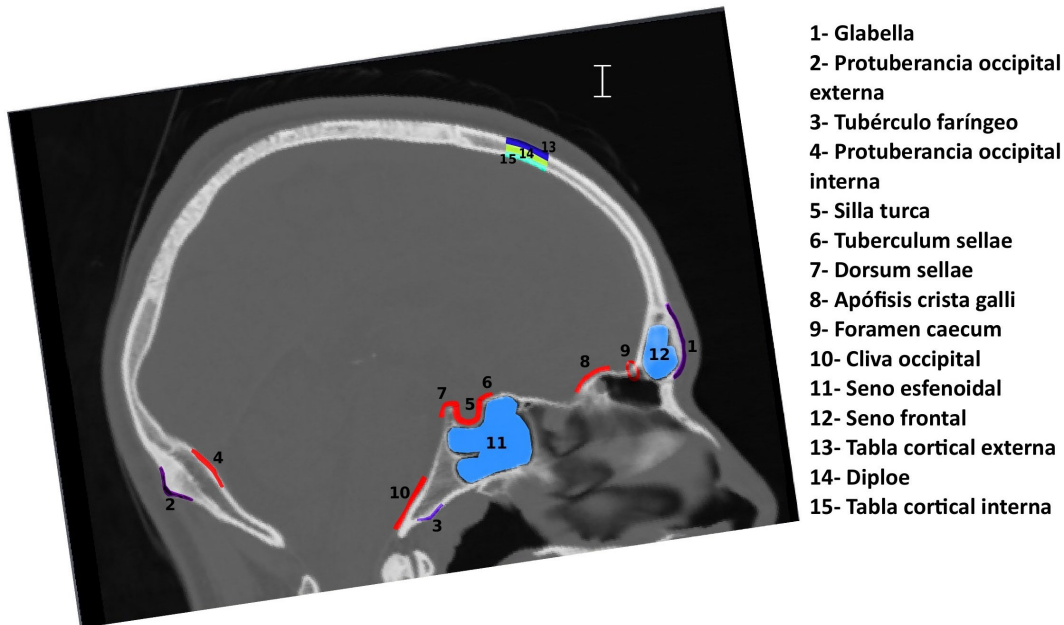 1- Glabella
2- Protuberancia occipital
externa
3- Tubérculo faríngeo
4- Protuberancia occipital
interna
5- Silla turca
6- Tuberculum sellae
7- Dorsum sellae
8- Apófisis crista galli
9- Foramen caecum
10- Cliva occipital
11- Seno esfenoidal
12- Seno frontal
13- Tabla cortical externa
14- Diploe
15- Tabla cortical interna
13
14
15
1
12
9
8
6
7
5
11
4
10
2
3